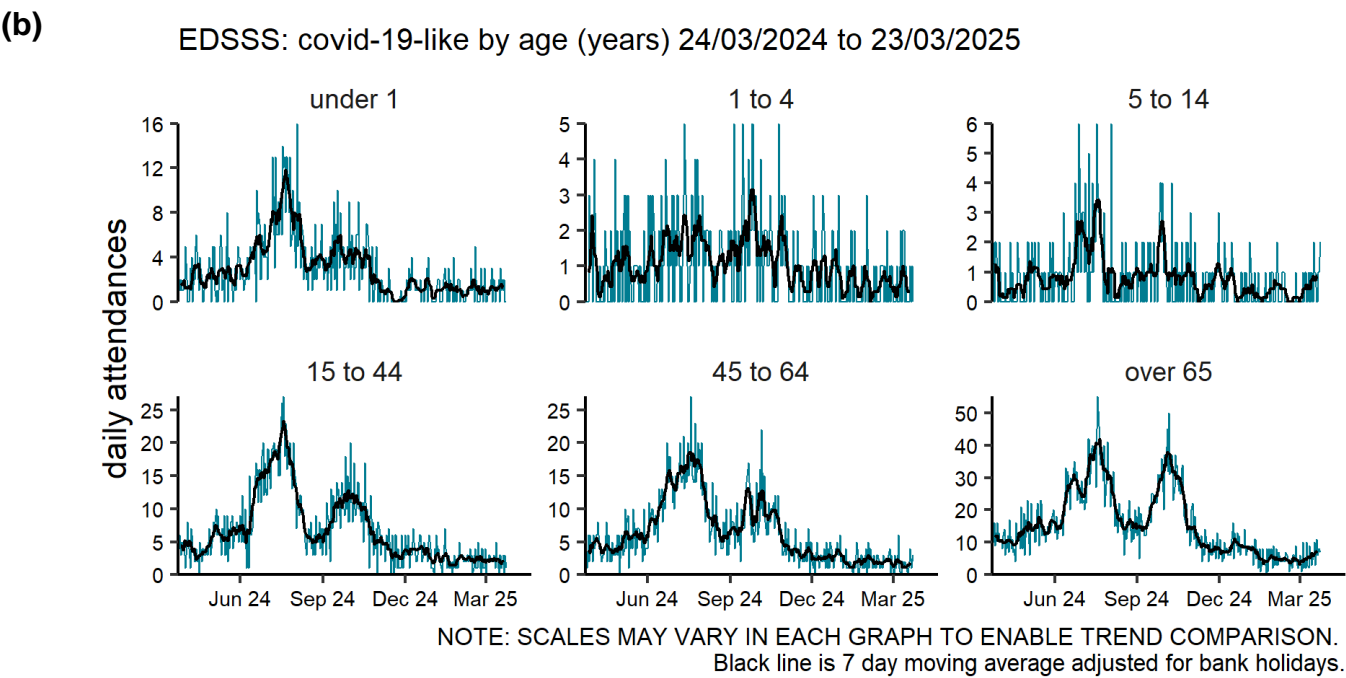 (b)
EDSSS: covid-19-like by age (years) 24/03/2024 to 23/03/2025
daily attendances
under 1
16
12
8
4
0
1 to 4
5
4
3
2
1
0
5 to 14
6
5
4
3
2
1
0
15 to 44
25
20
15
10
5
0
Jun 24 Sep 24 Dec 24 Mar 25
45 to 64
25
20
15
10
5
0
Jun 24 Sep 24 Dec 24 Mar 25
over 65
50
40
30
20
10
0
Jun 24 Sep 24 Dec 24 Mar 25
NOTE: SCALES MAY VARY IN EACH GRAPH TO ENABLE TREND COMPARISON.
Black line is 7 day moving average adjusted for bank holidays.